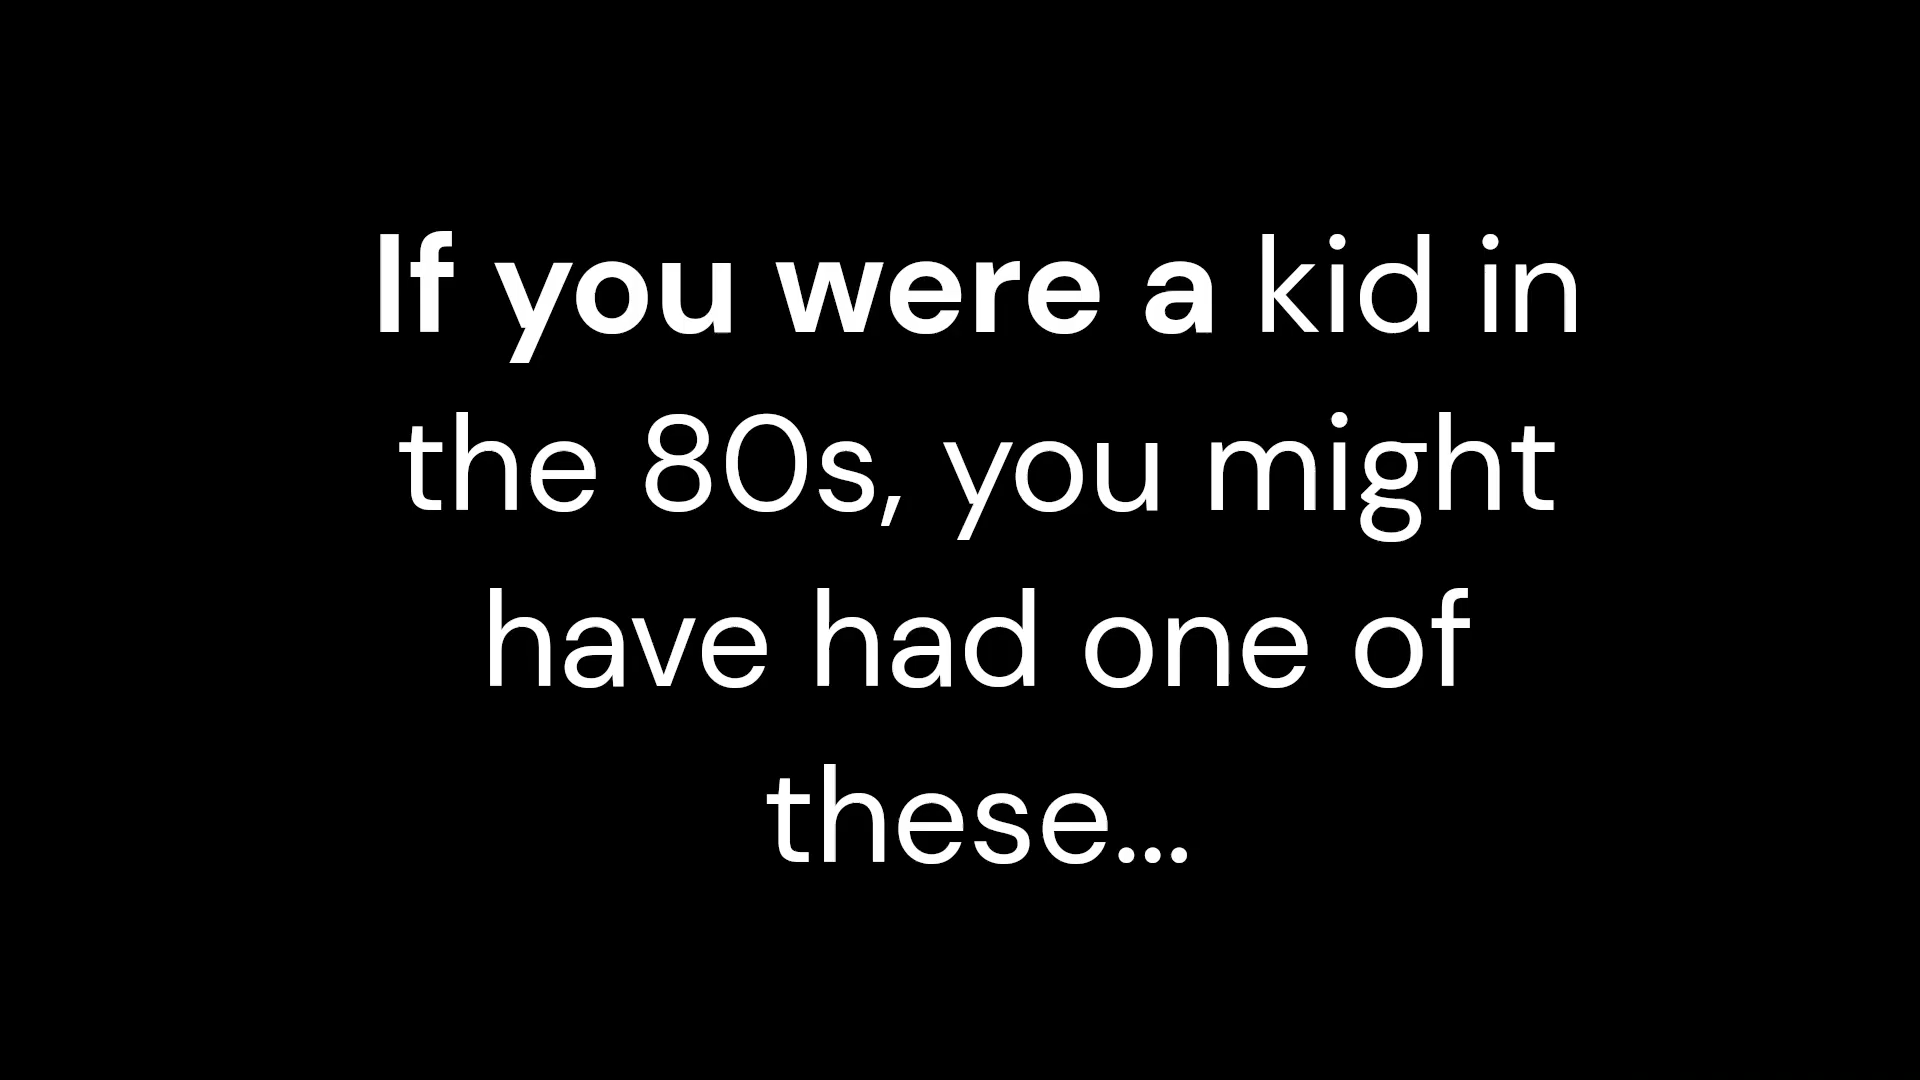 If you were a kid in
the 80s, you might
have had one of
these...